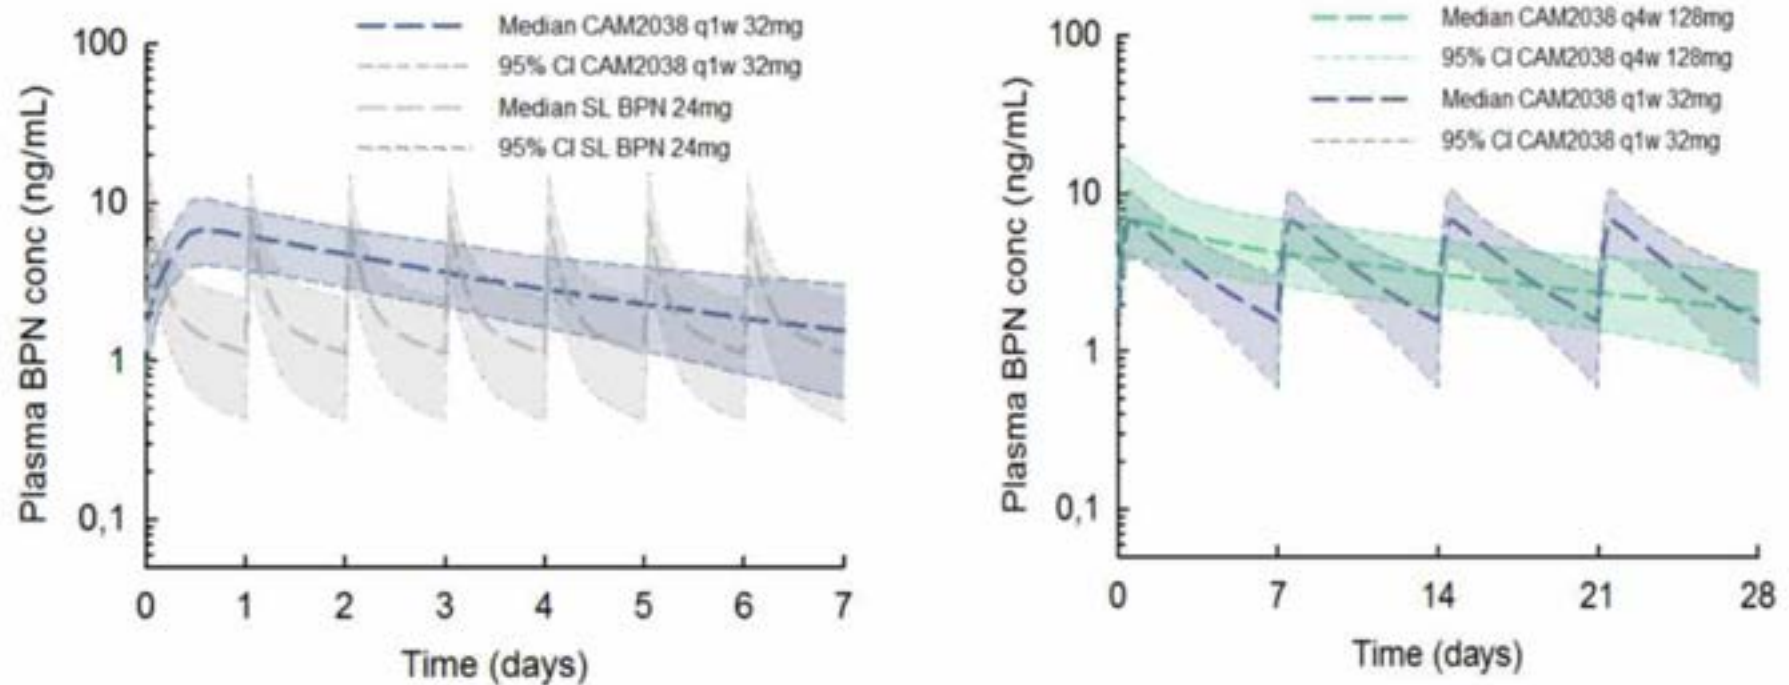 Median CAM2038 q1w 32mg
95% CI CAM2038 q1w 32mg
Median SL BPN 24mg
95% CI SL BPN 24mg
Plasma BPN conc (ng/mL)
100
10
1
0,1
0 1 2 3 4 5 6 7
Time (days)
Median CAM2038 q4w 128mg
95% CI CAM2038 q4w 128mg
Median CAM2038 q1w 32mg
95% CI CAM2038 q1w 32mg
Plasma BPN conc (ng/mL)
100
10
1
0,1
0 7 14 21 28
Time (days)